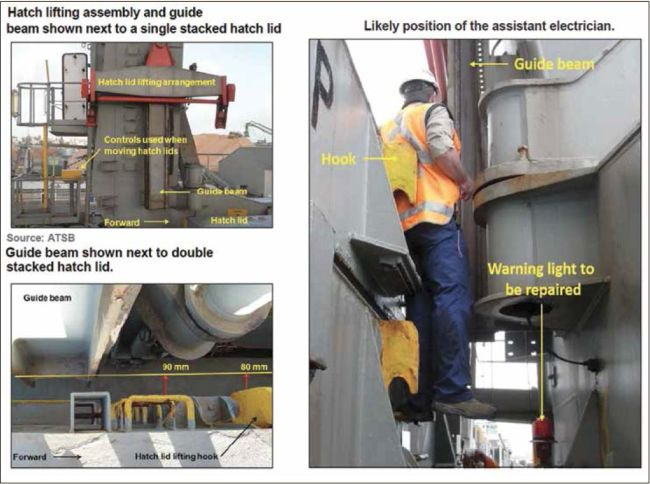 Hatch lifting assembly and guide
beam shown next to a single stacked hatch lid
Hatch lid lifting arrangement
Controls used when
moving hatch lids
Guide beam
Forward
Hatch lid
Source: ATSB
Guide beam shown next to double
stacked hatch lid.
Guide beam
90 mm
80 mm
Forward
Hatch lid lifting hook
Likely position of the assistant electrician.
P
Guide beam
Hook
Warning light to
be repaired